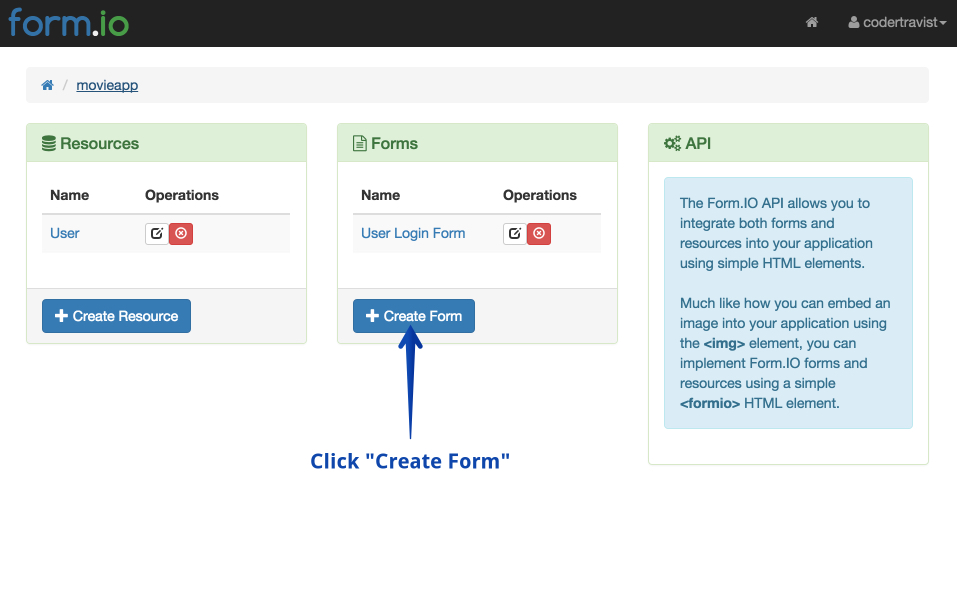 form.io
codertravist
/ movieapp
Resources
Name Operations
User
Create Resource
Forms
Name Operations
User Login Form
Create Form
Click "Create Form"
API
The Form.IO API allows you to
integrate both forms and
resources into your application
using simple HTML elements.
Much like how you can embed an
image into your application using
the <img> element, you can
implement Form.IO forms and
resources using a simple
<formio> HTML element.